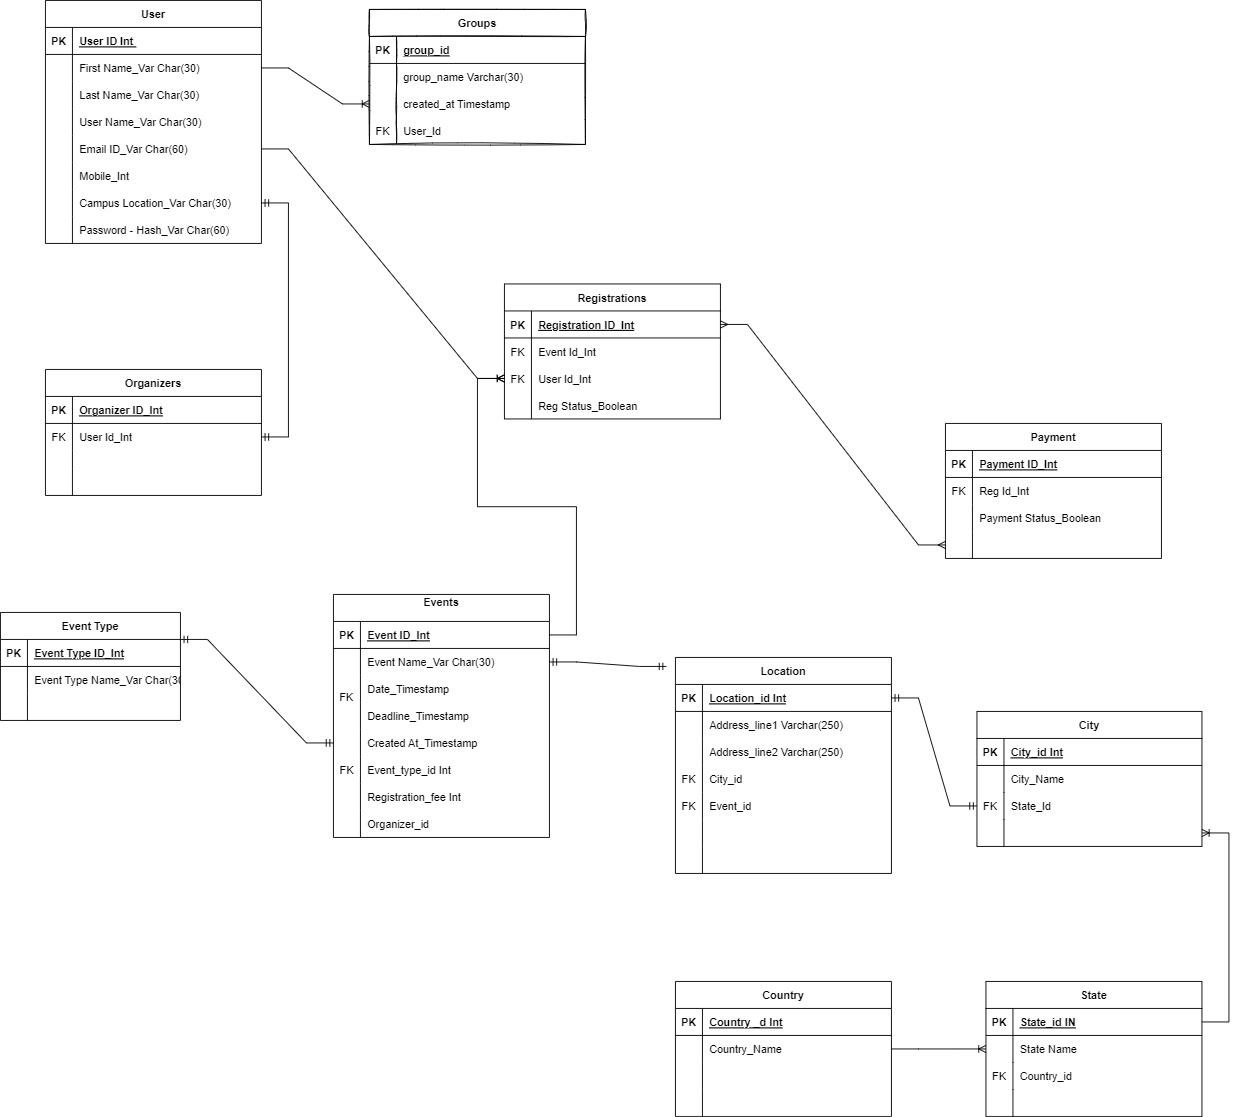 User
PK User ID Int
First Name_Var Char(30)
Last Name_Var Char(30)
User Name_Var Char(30)
Email ID_Var Char(60)
Mobile_Int
Campus Location_Var Char(30)
Password - Hash_Var Char(60)
Groups
PK group_id
group_name Varchar(30)
created_at Timestamp
FK User_Id
Registrations
PK Registration ID_Int
FK Event Id_Int
FK User Id_Int
Reg Status_Boolean
Organizers
PK Organizer ID_Int
FK User Id_Int
Payment
PK Payment ID_Int
FK Reg Id_Int
Payment Status_Boolean
Event Type
PK Event Type ID_Int
Event Type Name_Var Char(30
Events
PK Event ID_Int
Event Name_Var Char(30)
FK Date_Timestamp
Deadline_Timestamp
Created At_Timestamp
FK Event_type_id Int
Registration_fee Int
Organizer_id
Location
PK Location_id Int
Address_line1 Varchar(250)
Address_line2 Varchar(250)
FK City_id
FK Event_id
City
PK City_id Int
City_Name
FK State_Id
Country
PK Country _d Int
Country_Name
State
PK State_id IN
State Name
FK Country_id